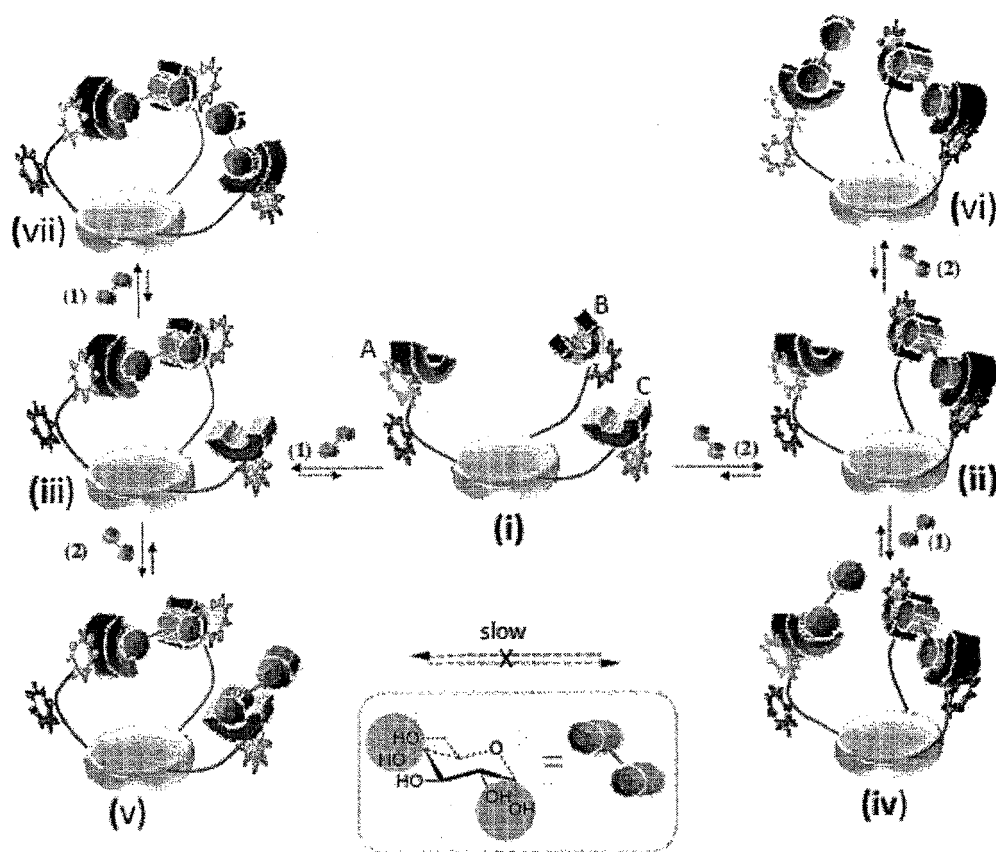 (vii)
(vi)
(1)
(2)
A
B
C
(1)
(2)
(iii)
(i)
(ii)
(2)
(1)
slow
X
HO
HO
HO
O
OH
OH
=
(v)
(iv)